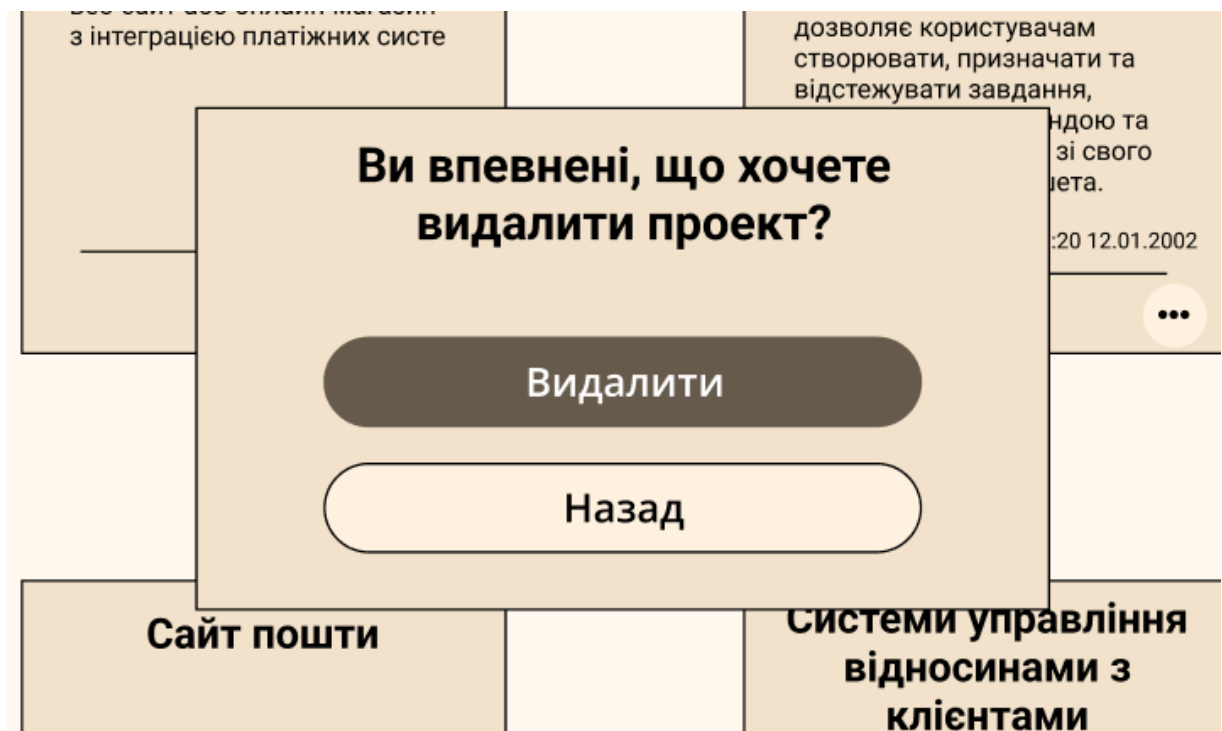 з інтеграцією платіжних систе
дозволяє користувачам
створювати, призначати та
відстежувати завдання,
ндою та
зі свого
ета.
:20 12.01.2002
Ви впевнені, що хочете
видалити проект?
Видалити
Назад
Сайт пошти
Системи управління
відносинами з
клієнтами